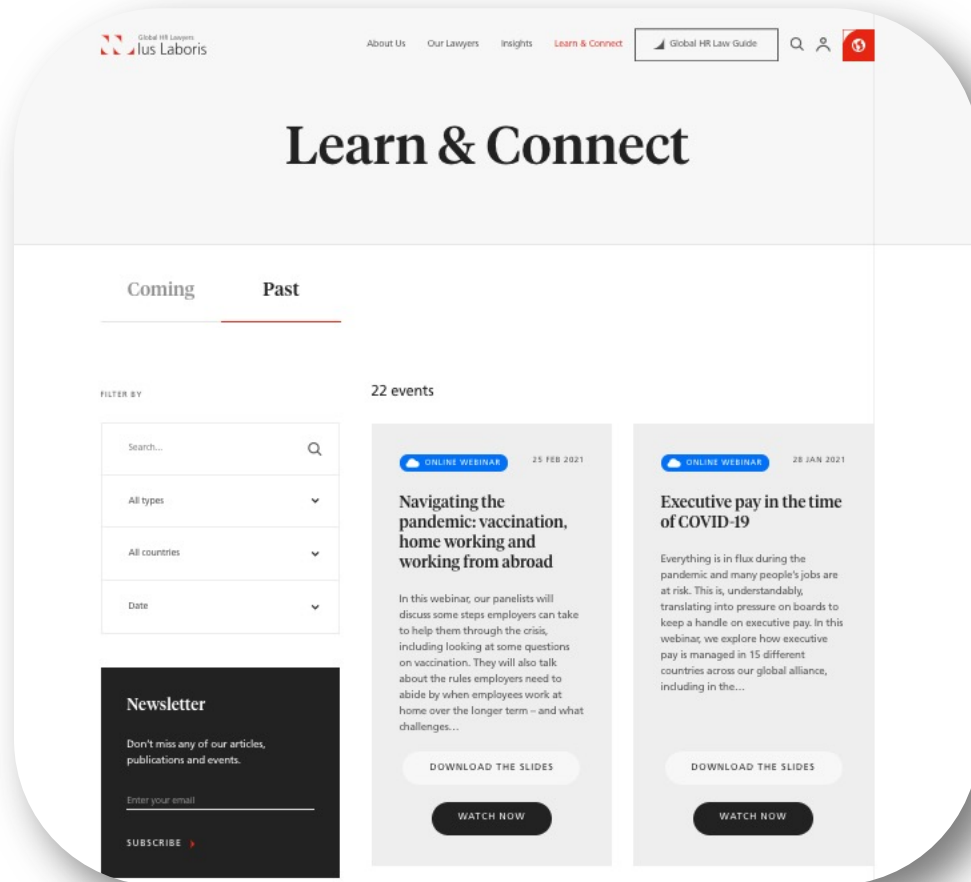 Global HR Lawyers
Ius Laboris
About Us
Our Lawyers
Insights
Learn & Connect
Global HR Law Guide
Learn & Connect
Coming
Past
FILTER BY
Search...
All types
All countries
Date
Newsletter
Don't miss any of our articles,
publications and events.
Enter your email
SUBSCRIBE
22 events
ONLINE WEBINAR
25 FEB 2021
Navigating the
pandemic: vaccination,
home working and
working from abroad
In this webinar, our panelists will
discuss some steps employers can take
to help them through the crisis,
including looking at some questions
on vaccination. They will also talk
about the rules employers need to
abide by when employees work at
home over the longer term – and what
challenges...
DOWNLOAD THE SLIDES
WATCH NOW
ONLINE WEBINAR
28 JAN 2021
Executive pay in the time
of COVID-19
Everything is in flux during the
pandemic and many people's jobs are
at risk. This is, understandably,
translating into pressure on boards to
keep a handle on executive pay. In this
webinar, we explore how executive
pay is managed in 15 different
countries across our global alliance,
including in the...
DOWNLOAD THE SLIDES
WATCH NOW